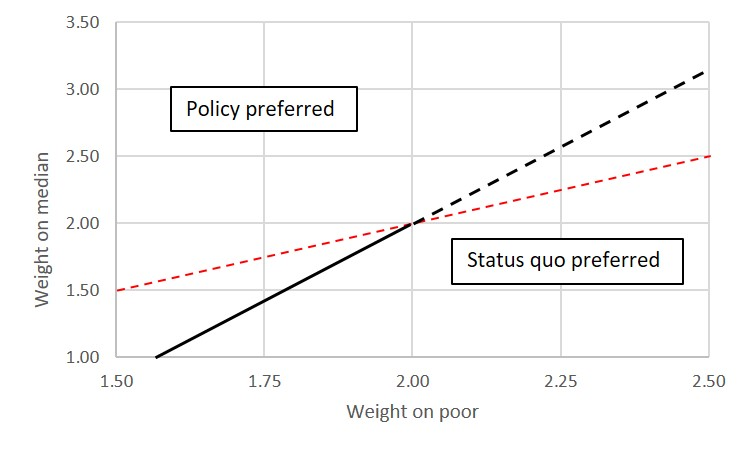 3.50
3.00
2.50
2.00
1.50
1.00
Weight on median
Policy preferred
Status quo preferred
1.50 1.75 2.00 2.25 2.50
Weight on poor